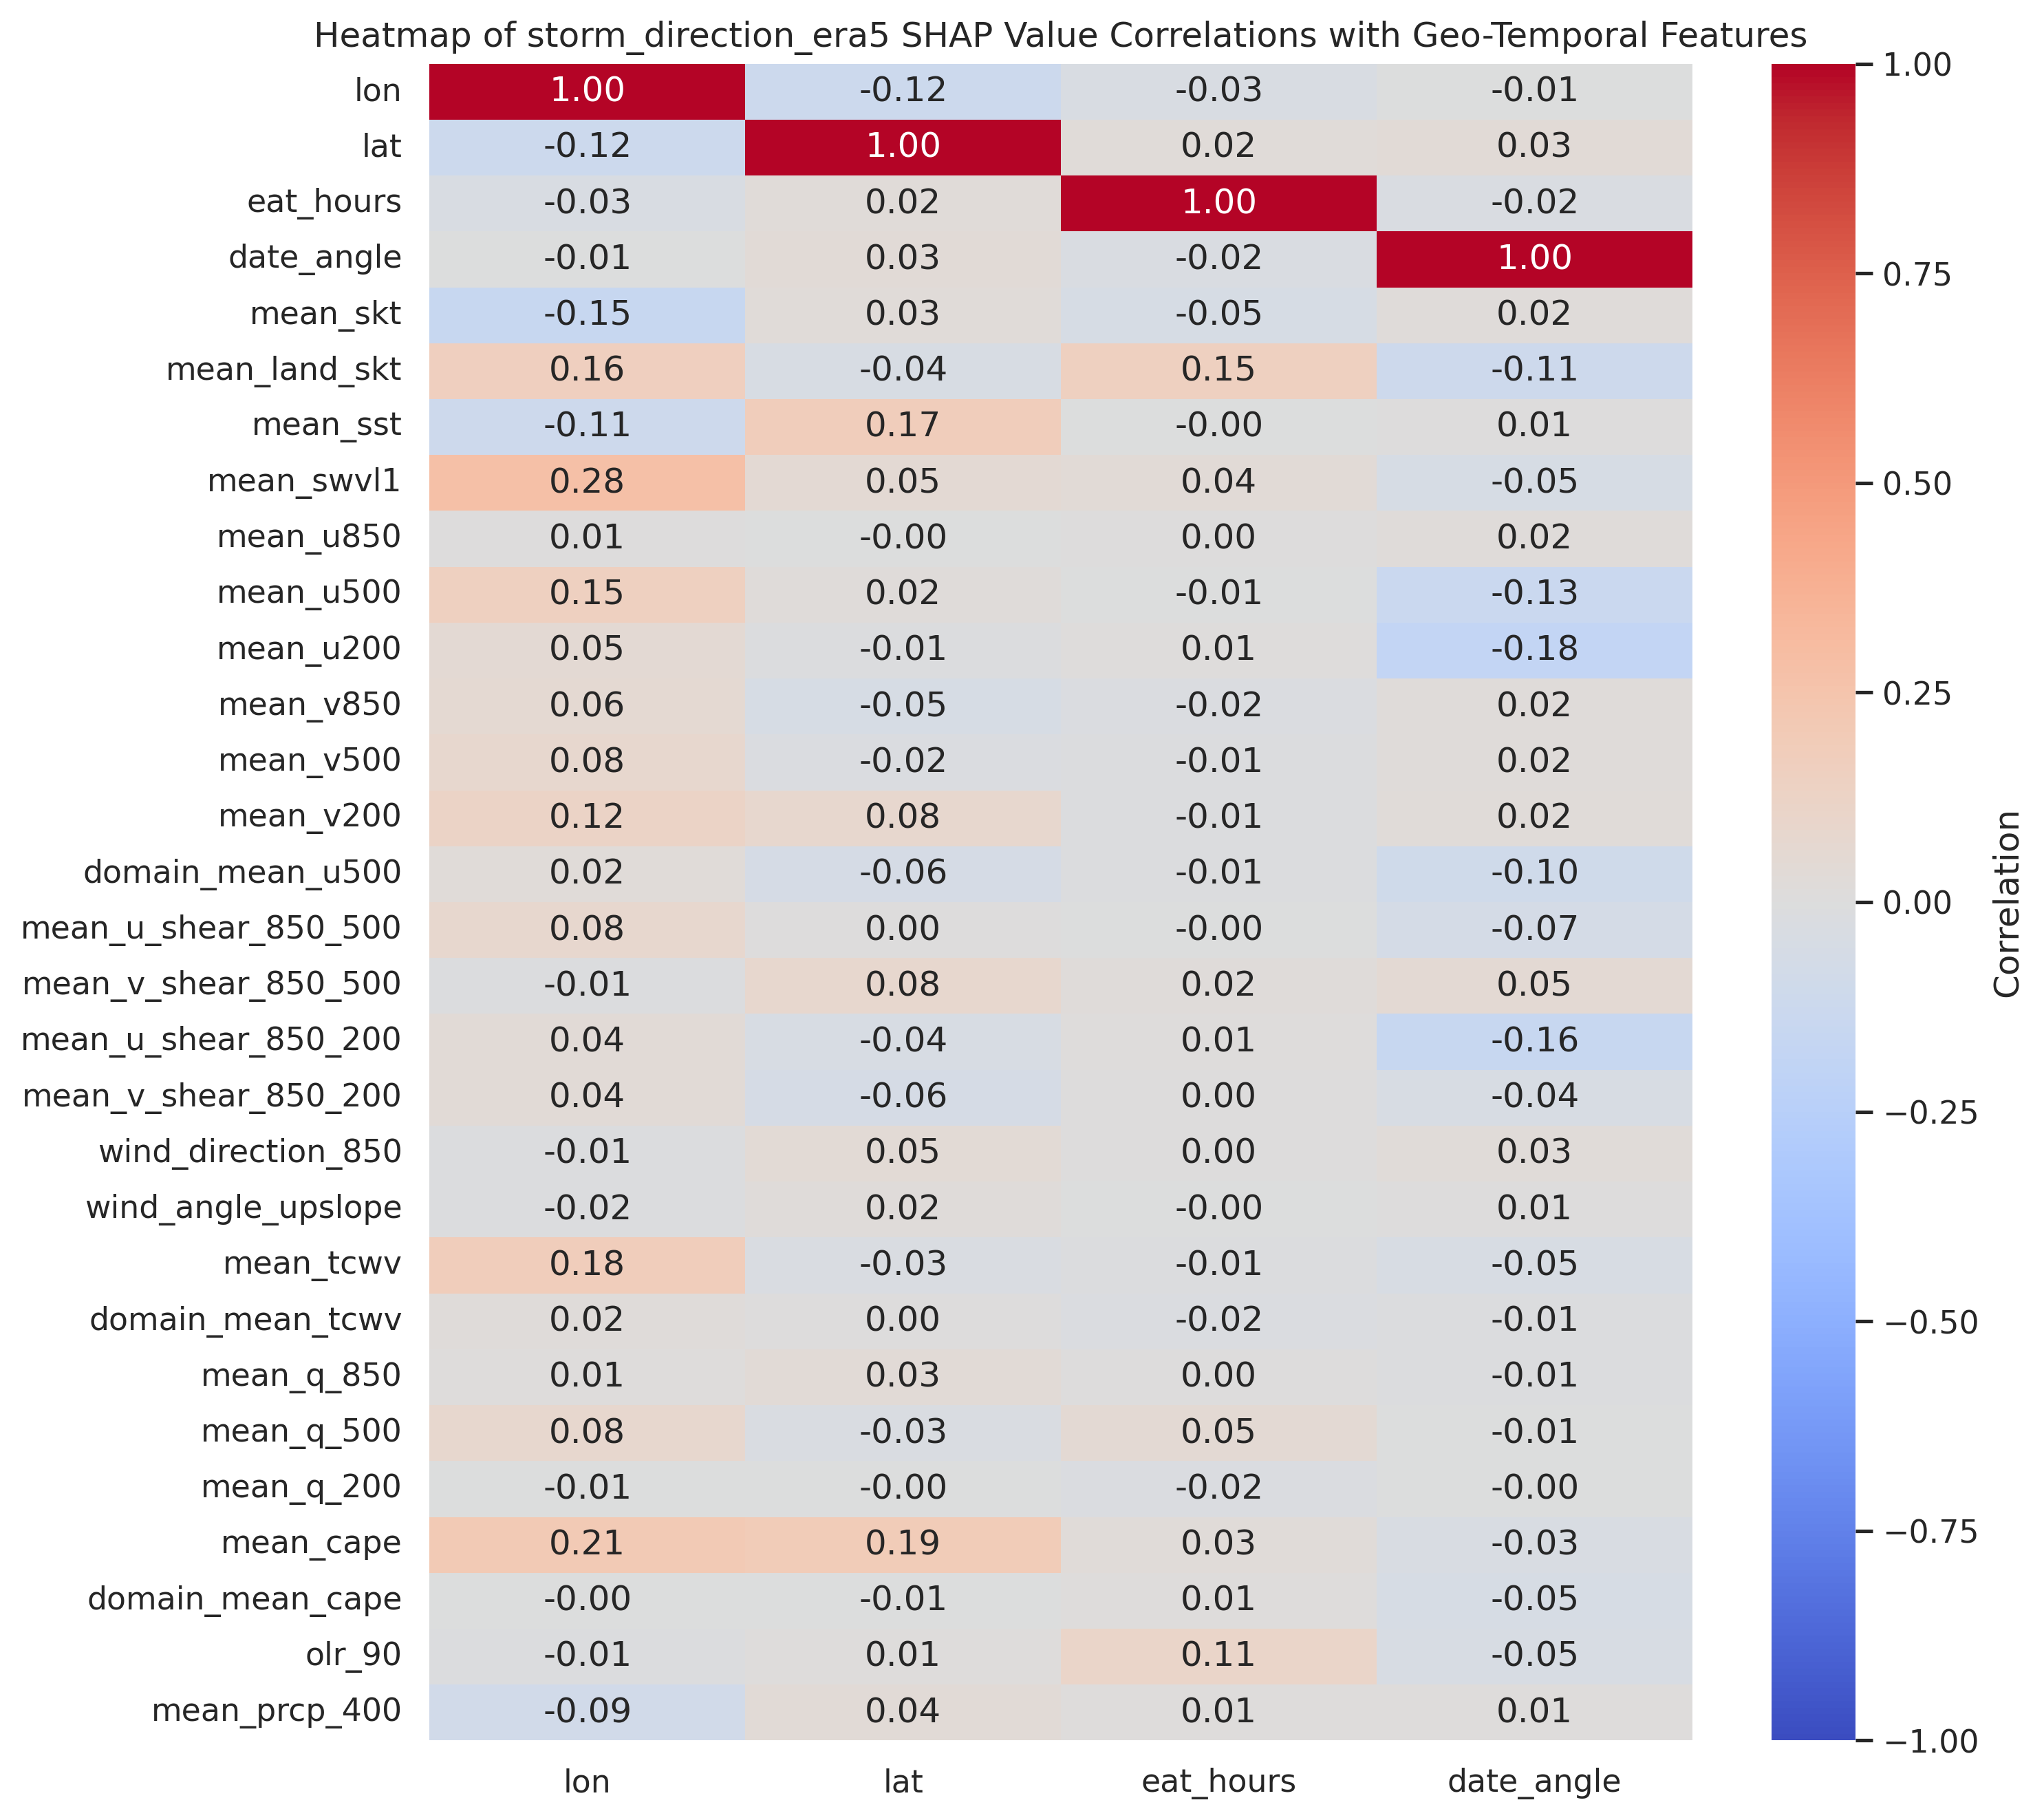 Heatmap of storm_direction_era5 SHAP Value Correlations with Geo-Temporal Features
lon 1.00 -0.12 -0.03 -0.01
lat -0.12 1.00 0.02 0.03
eat_hours -0.03 0.02 1.00 -0.02
date_angle -0.01 0.03 -0.02 1.00
mean_skt -0.15 0.03 -0.05 0.02
mean_land_skt 0.16 -0.04 0.15 -0.11
mean_sst -0.11 0.17 -0.00 0.01
mean_swvl1 0.28 0.05 0.04 -0.05
mean_u850 0.01 -0.00 0.00 0.02
mean_u500 0.15 0.02 -0.01 -0.13
mean_u200 0.05 -0.01 0.01 -0.18
mean_v850 0.06 -0.05 -0.02 0.02
mean_v500 0.08 -0.02 -0.01 0.02
mean_v200 0.12 0.08 -0.01 0.02
domain_mean_u500 0.02 -0.06 -0.01 -0.10
mean_u_shear_850_500 0.08 0.00 -0.00 -0.07
mean_v_shear_850_500 -0.01 0.08 0.02 0.05
mean_u_shear_850_200 0.04 -0.04 0.01 -0.16
mean_v_shear_850_200 0.04 -0.06 0.00 -0.04
wind_direction_850 -0.01 0.05 0.00 0.03
wind_angle_upslope -0.02 0.02 -0.00 0.01
mean_tcwv 0.18 -0.03 -0.01 -0.05
domain_mean_tcwv 0.02 0.00 -0.02 -0.01
mean_q_850 0.01 0.03 0.00 -0.01
mean_q_500 0.08 -0.03 0.05 -0.01
mean_q_200 -0.01 -0.00 -0.02 -0.00
mean_cape 0.21 0.19 0.03 -0.03
domain_mean_cape -0.00 -0.01 0.01 -0.05
olr_90 -0.01 0.01 0.11 -0.05
mean_prcp_400 -0.09 0.04 0.01 0.01
lon lat eat_hours date_angle
1.00
0.75
0.50
0.25
0.00
−0.25
−0.50
−0.75
−1.00
Correlation